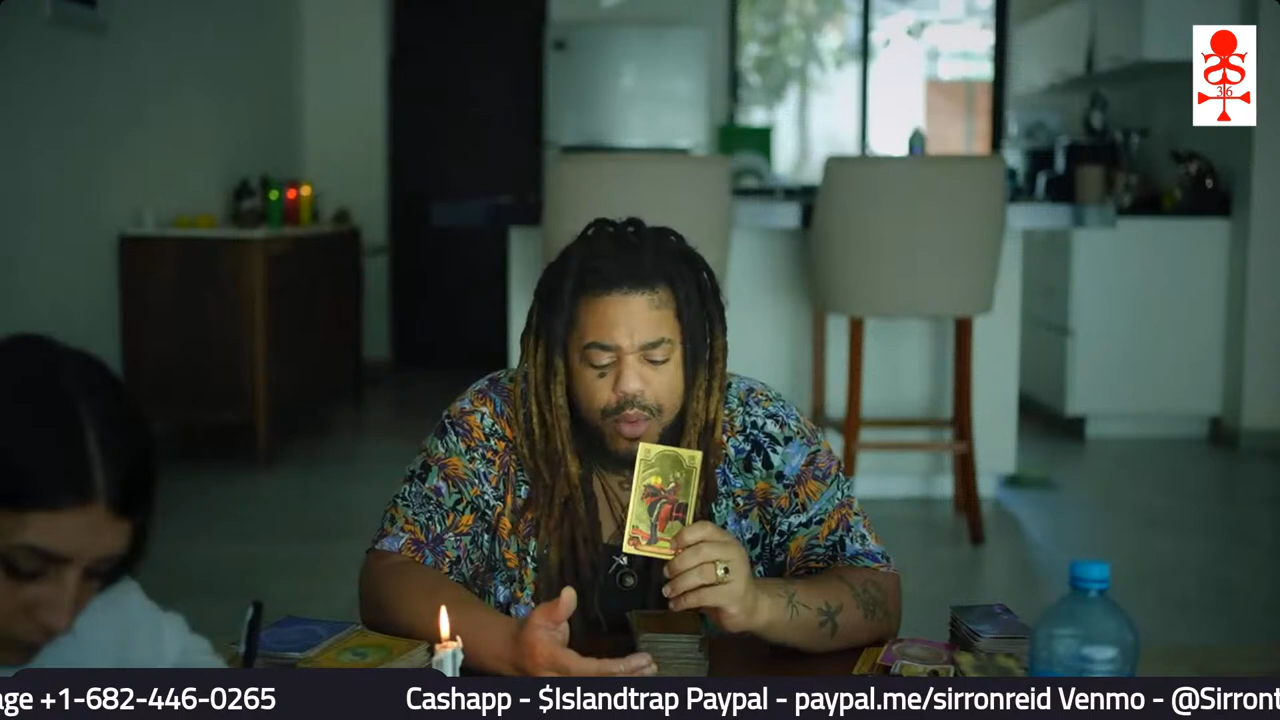 36
age +1-682-446-0265 Cashapp - $Islandtrap Paypal - paypal.me/sirronreid Venmo - @Sirront